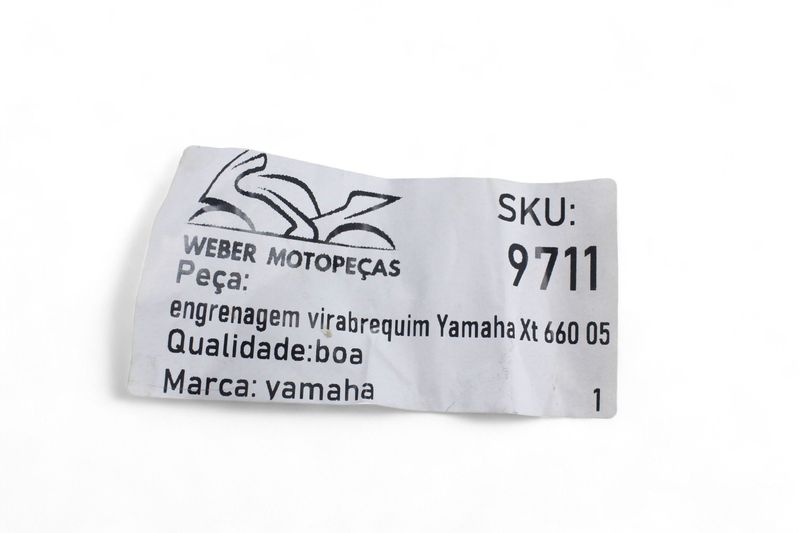 WEBER MOTOPEÇAS
SKU:
9711
Peça:
engrenagem virabrequim Yamaha Xt 660 05
Qualidade:boa
Marca: yamaha
1